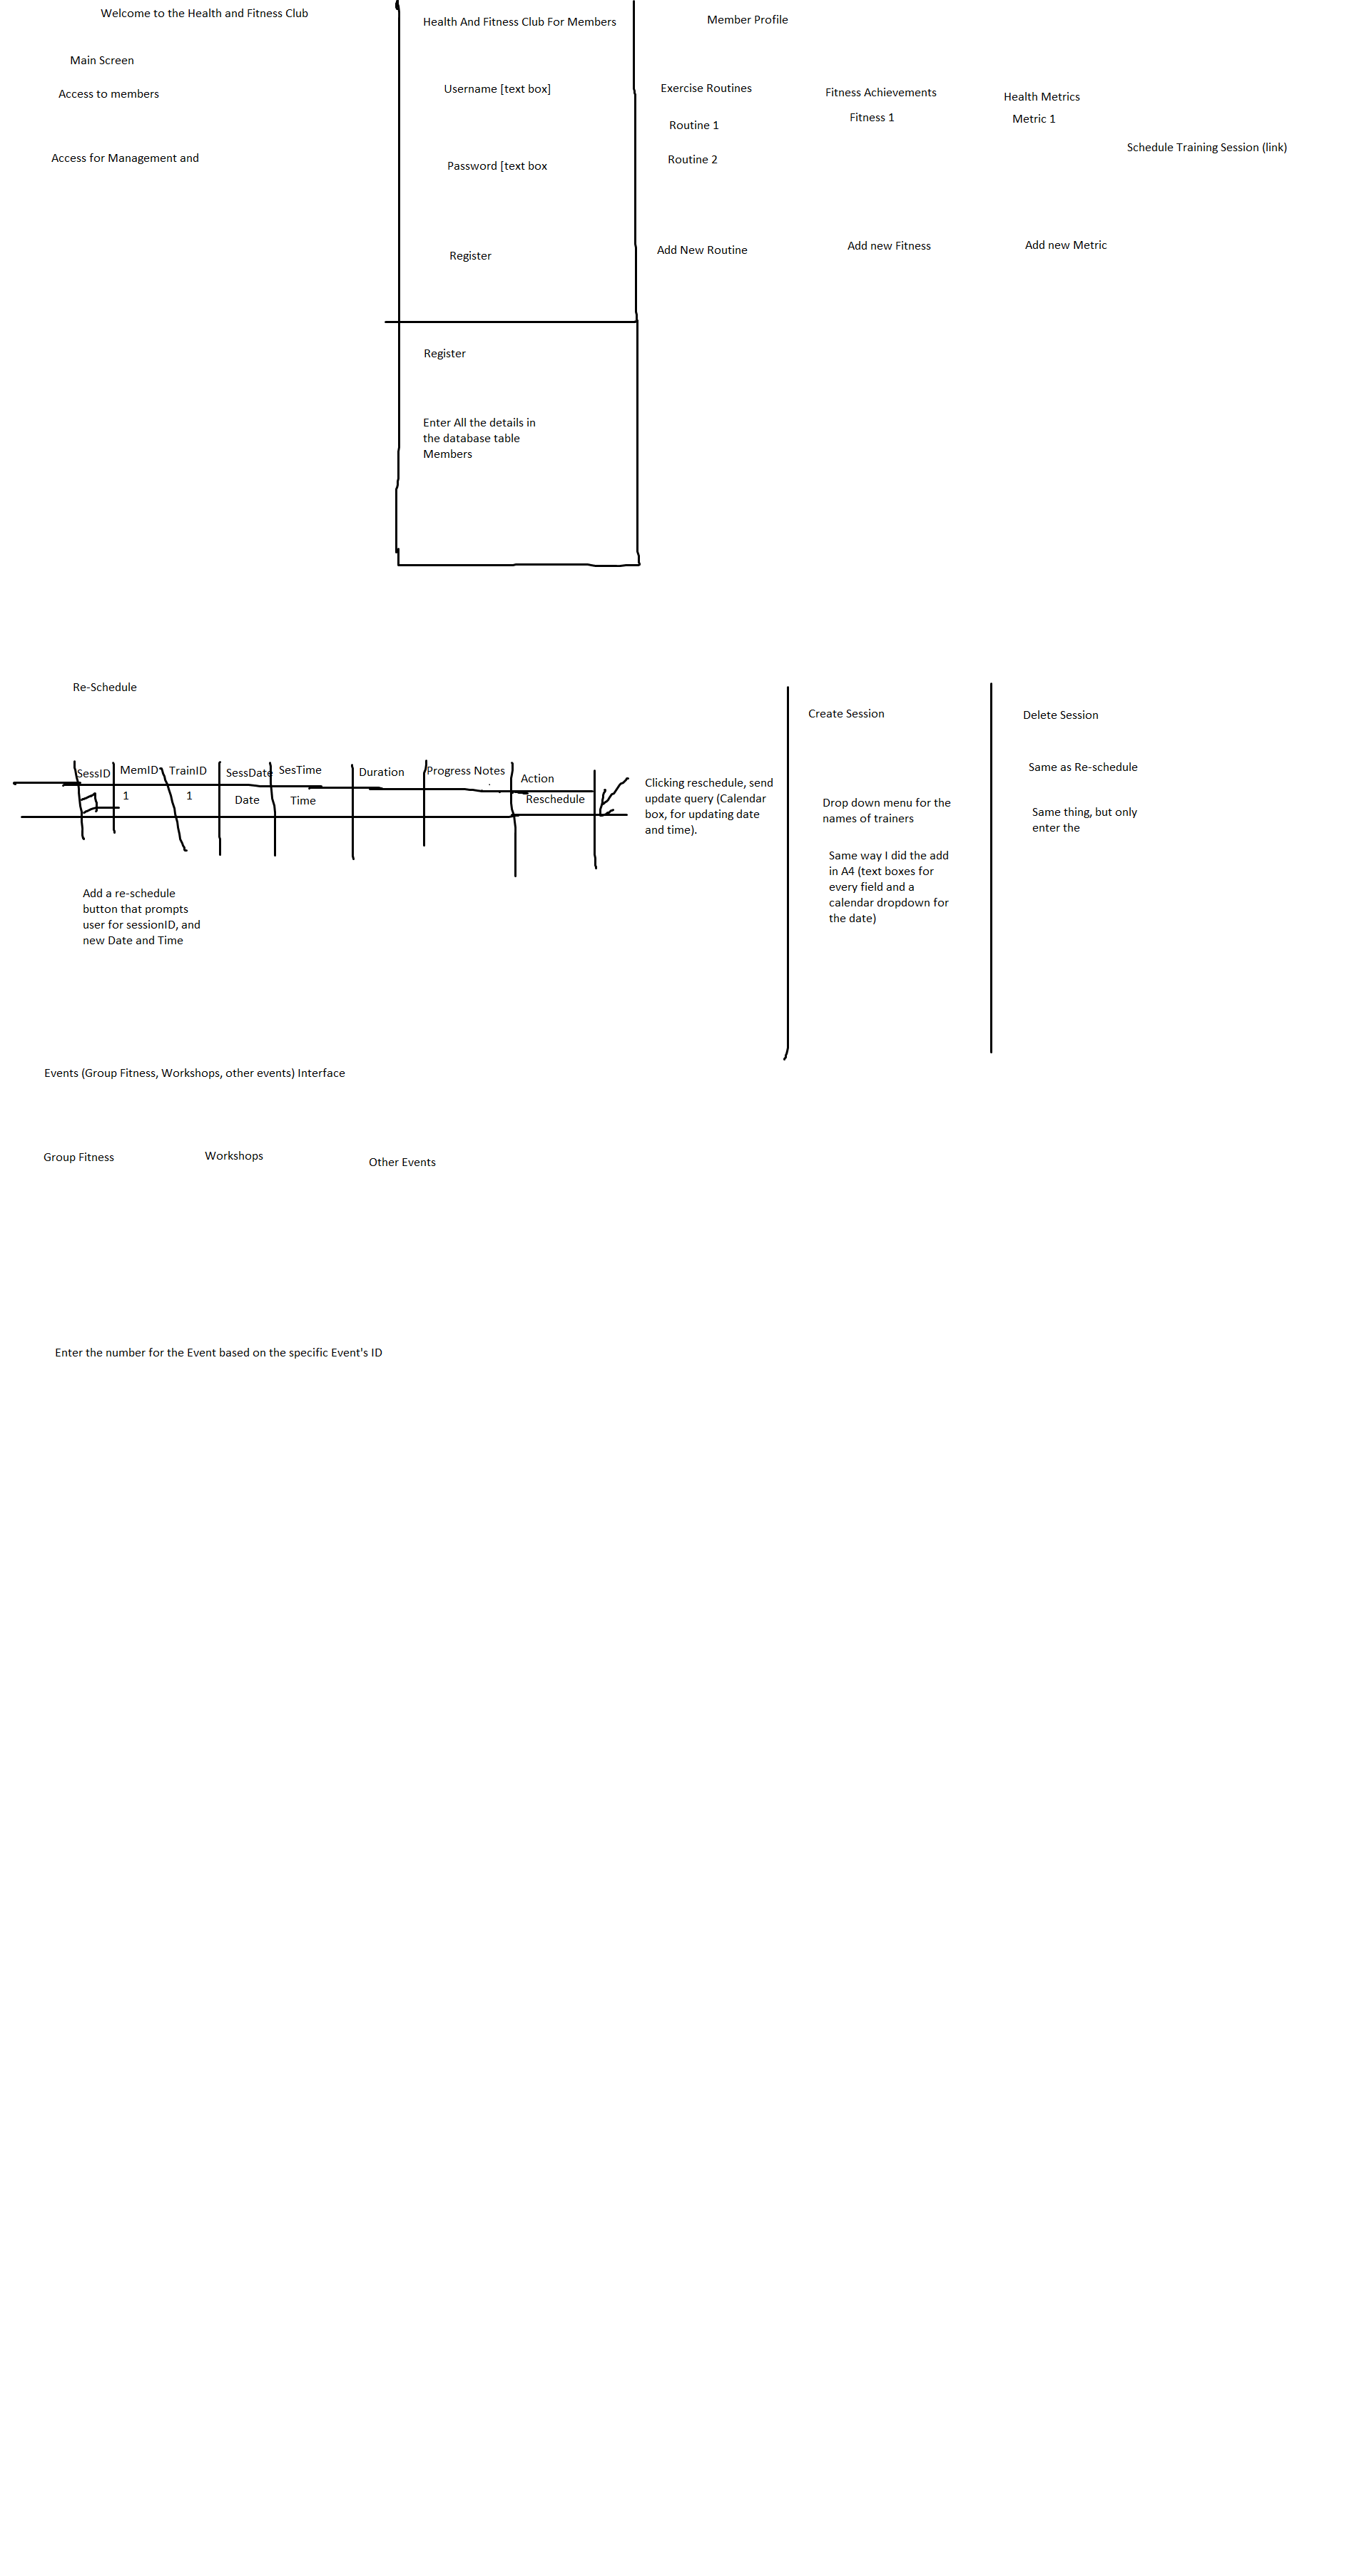 Welcome to the Health and Fitness Club
Main Screen
Access to members
Access for Management and
Health And Fitness Club For Members
Username [text box]
Password [text box
Register
Register
Enter All the details in
the database table
Members
Member Profile
Exercise Routines
Routine 1
Routine 2
Add New Routine
Fitness Achievements
Fitness 1
Add new Fitness
Health Metrics
Metric 1
Add new Metric
Schedule Training Session (link)
Re-Schedule
SessID MemID TrainID SessDate SesTime Duration Progress Notes Action
1 1 Date Time Reschedule
Add a re-schedule
button that prompts
user for sessionID, and
new Date and Time
Clicking reschedule, send
update query (Calendar
box, for updating date
and time).
Create Session
Drop down menu for the
names of trainers
Same way I did the add
in A4 (text boxes for
every field and a
calendar dropdown for
the date)
Delete Session
Same as Re-schedule
Same thing, but only
enter the
Events (Group Fitness, Workshops, other events) Interface
Group Fitness
Workshops
Other Events
Enter the number for the Event based on the specific Event's ID